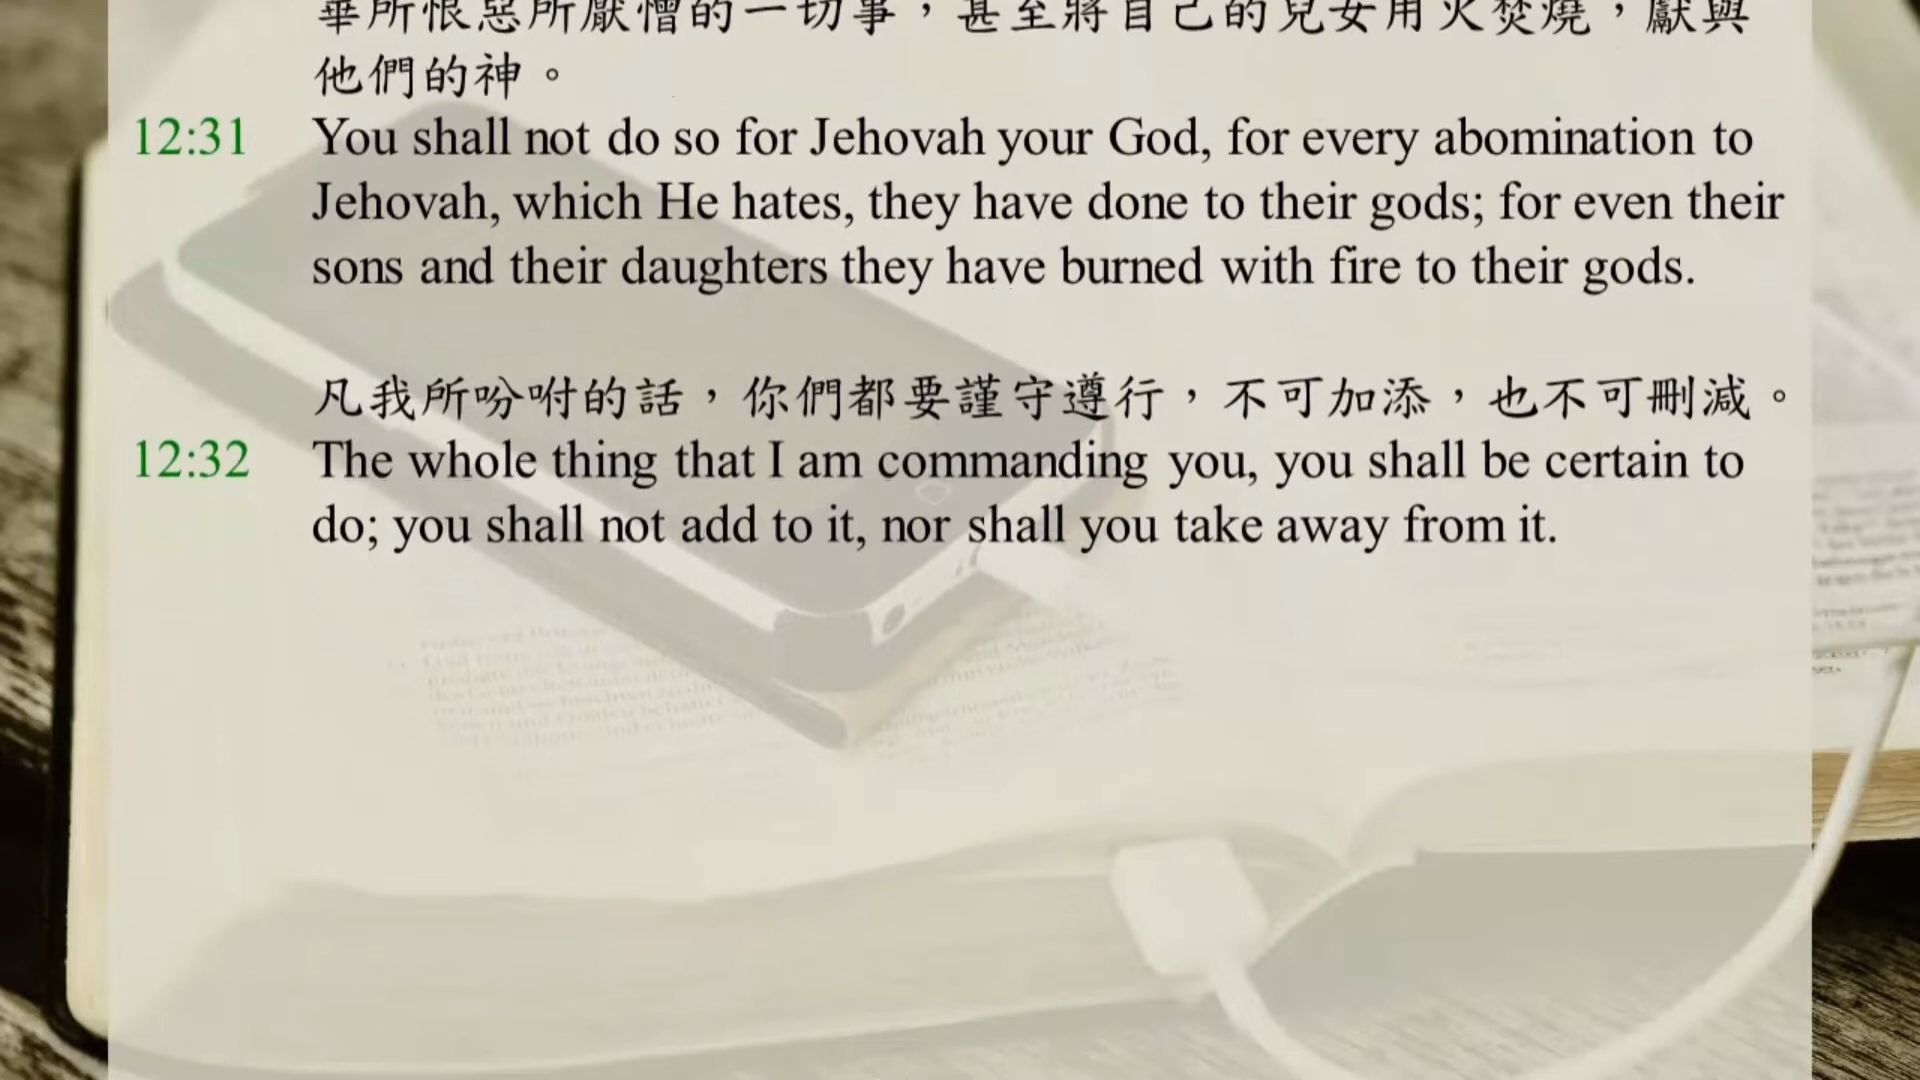 華所恨惡所厭憎的一切事，甚至將自己的兒女用火焚燒，獻與
他們的神。
12:31 You shall not do so for Jehovah your God, for every abomination to
Jehovah, which He hates, they have done to their gods; for even their
sons and their daughters they have burned with fire to their gods.
凡我所吩咐的話，你們都要謹守遵行，不可加添，也不可刪減。
12:32 The whole thing that I am commanding you, you shall be certain to
do; you shall not add to it, nor shall you take away from it.